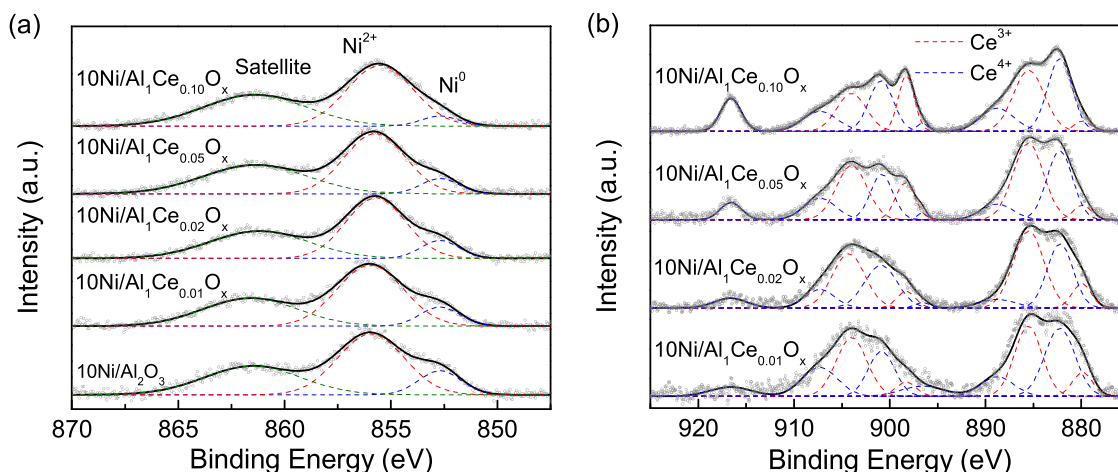 (a)
Satellite
Ni²⁺
Ni⁰
10Ni/Al₁Ce₀.₁₀Oₓ
10Ni/Al₁Ce₀.₀₅Oₓ
10Ni/Al₁Ce₀.₀₂Oₓ
10Ni/Al₁Ce₀.₀₁Oₓ
10Ni/Al₂O₃
Intensity (a.u.)
870 865 860 855 850
Binding Energy (eV)
(b)
Ce³⁺
Ce⁴⁺
10Ni/Al₁Ce₀.₁₀Oₓ
10Ni/Al₁Ce₀.₀₅Oₓ
10Ni/Al₁Ce₀.₀₂Oₓ
10Ni/Al₁Ce₀.₀₁Oₓ
Intensity (a.u.)
920 910 900 890 880
Binding Energy (eV)